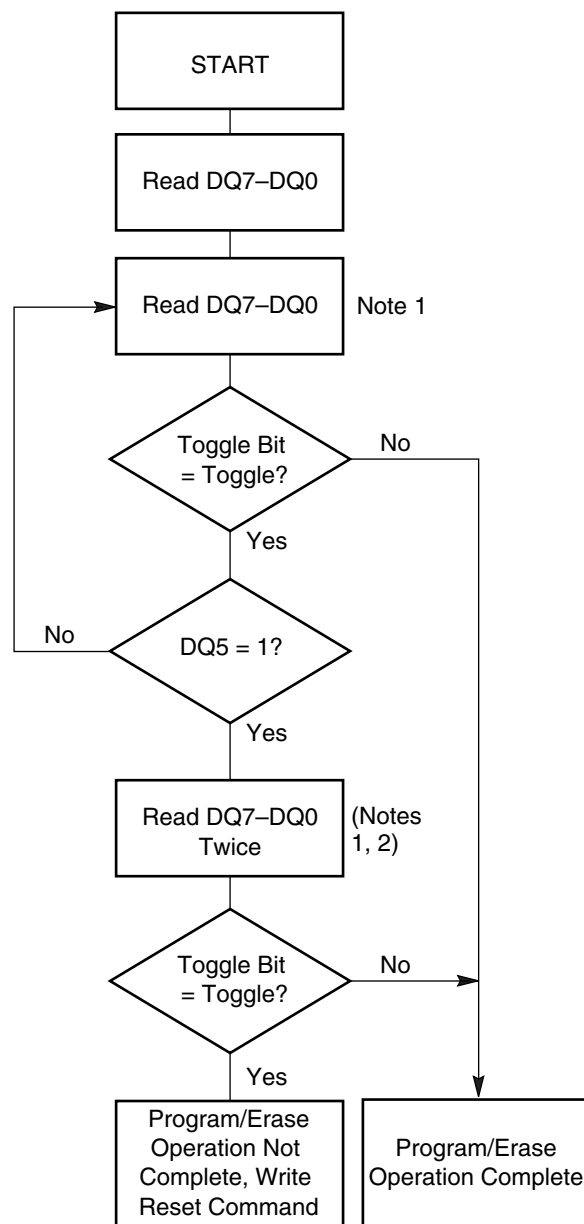 START
Read DQ7–DQ0
Read DQ7–DQ0
Note 1
Toggle Bit
= Toggle?
No
Yes
DQ5 = 1?
No
Yes
Read DQ7–DQ0
Twice
(Notes
1, 2)
Toggle Bit
= Toggle?
No
Yes
Program/Erase
Operation Not
Complete, Write
Reset Command
Program/Erase
Operation Complete